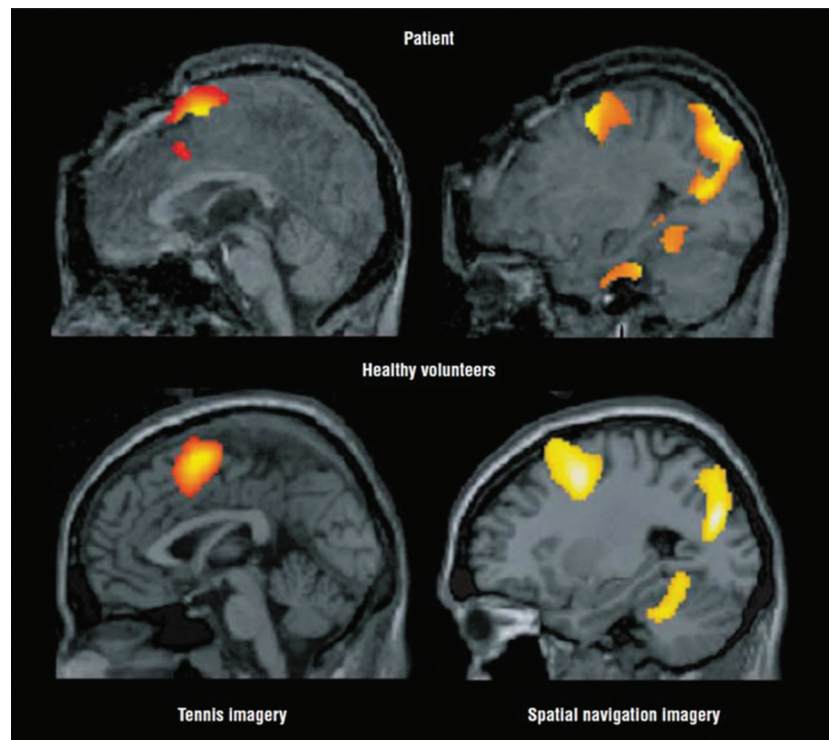 Patient
Healthy volunteers
Tennis imagery
Spatial navigation imagery